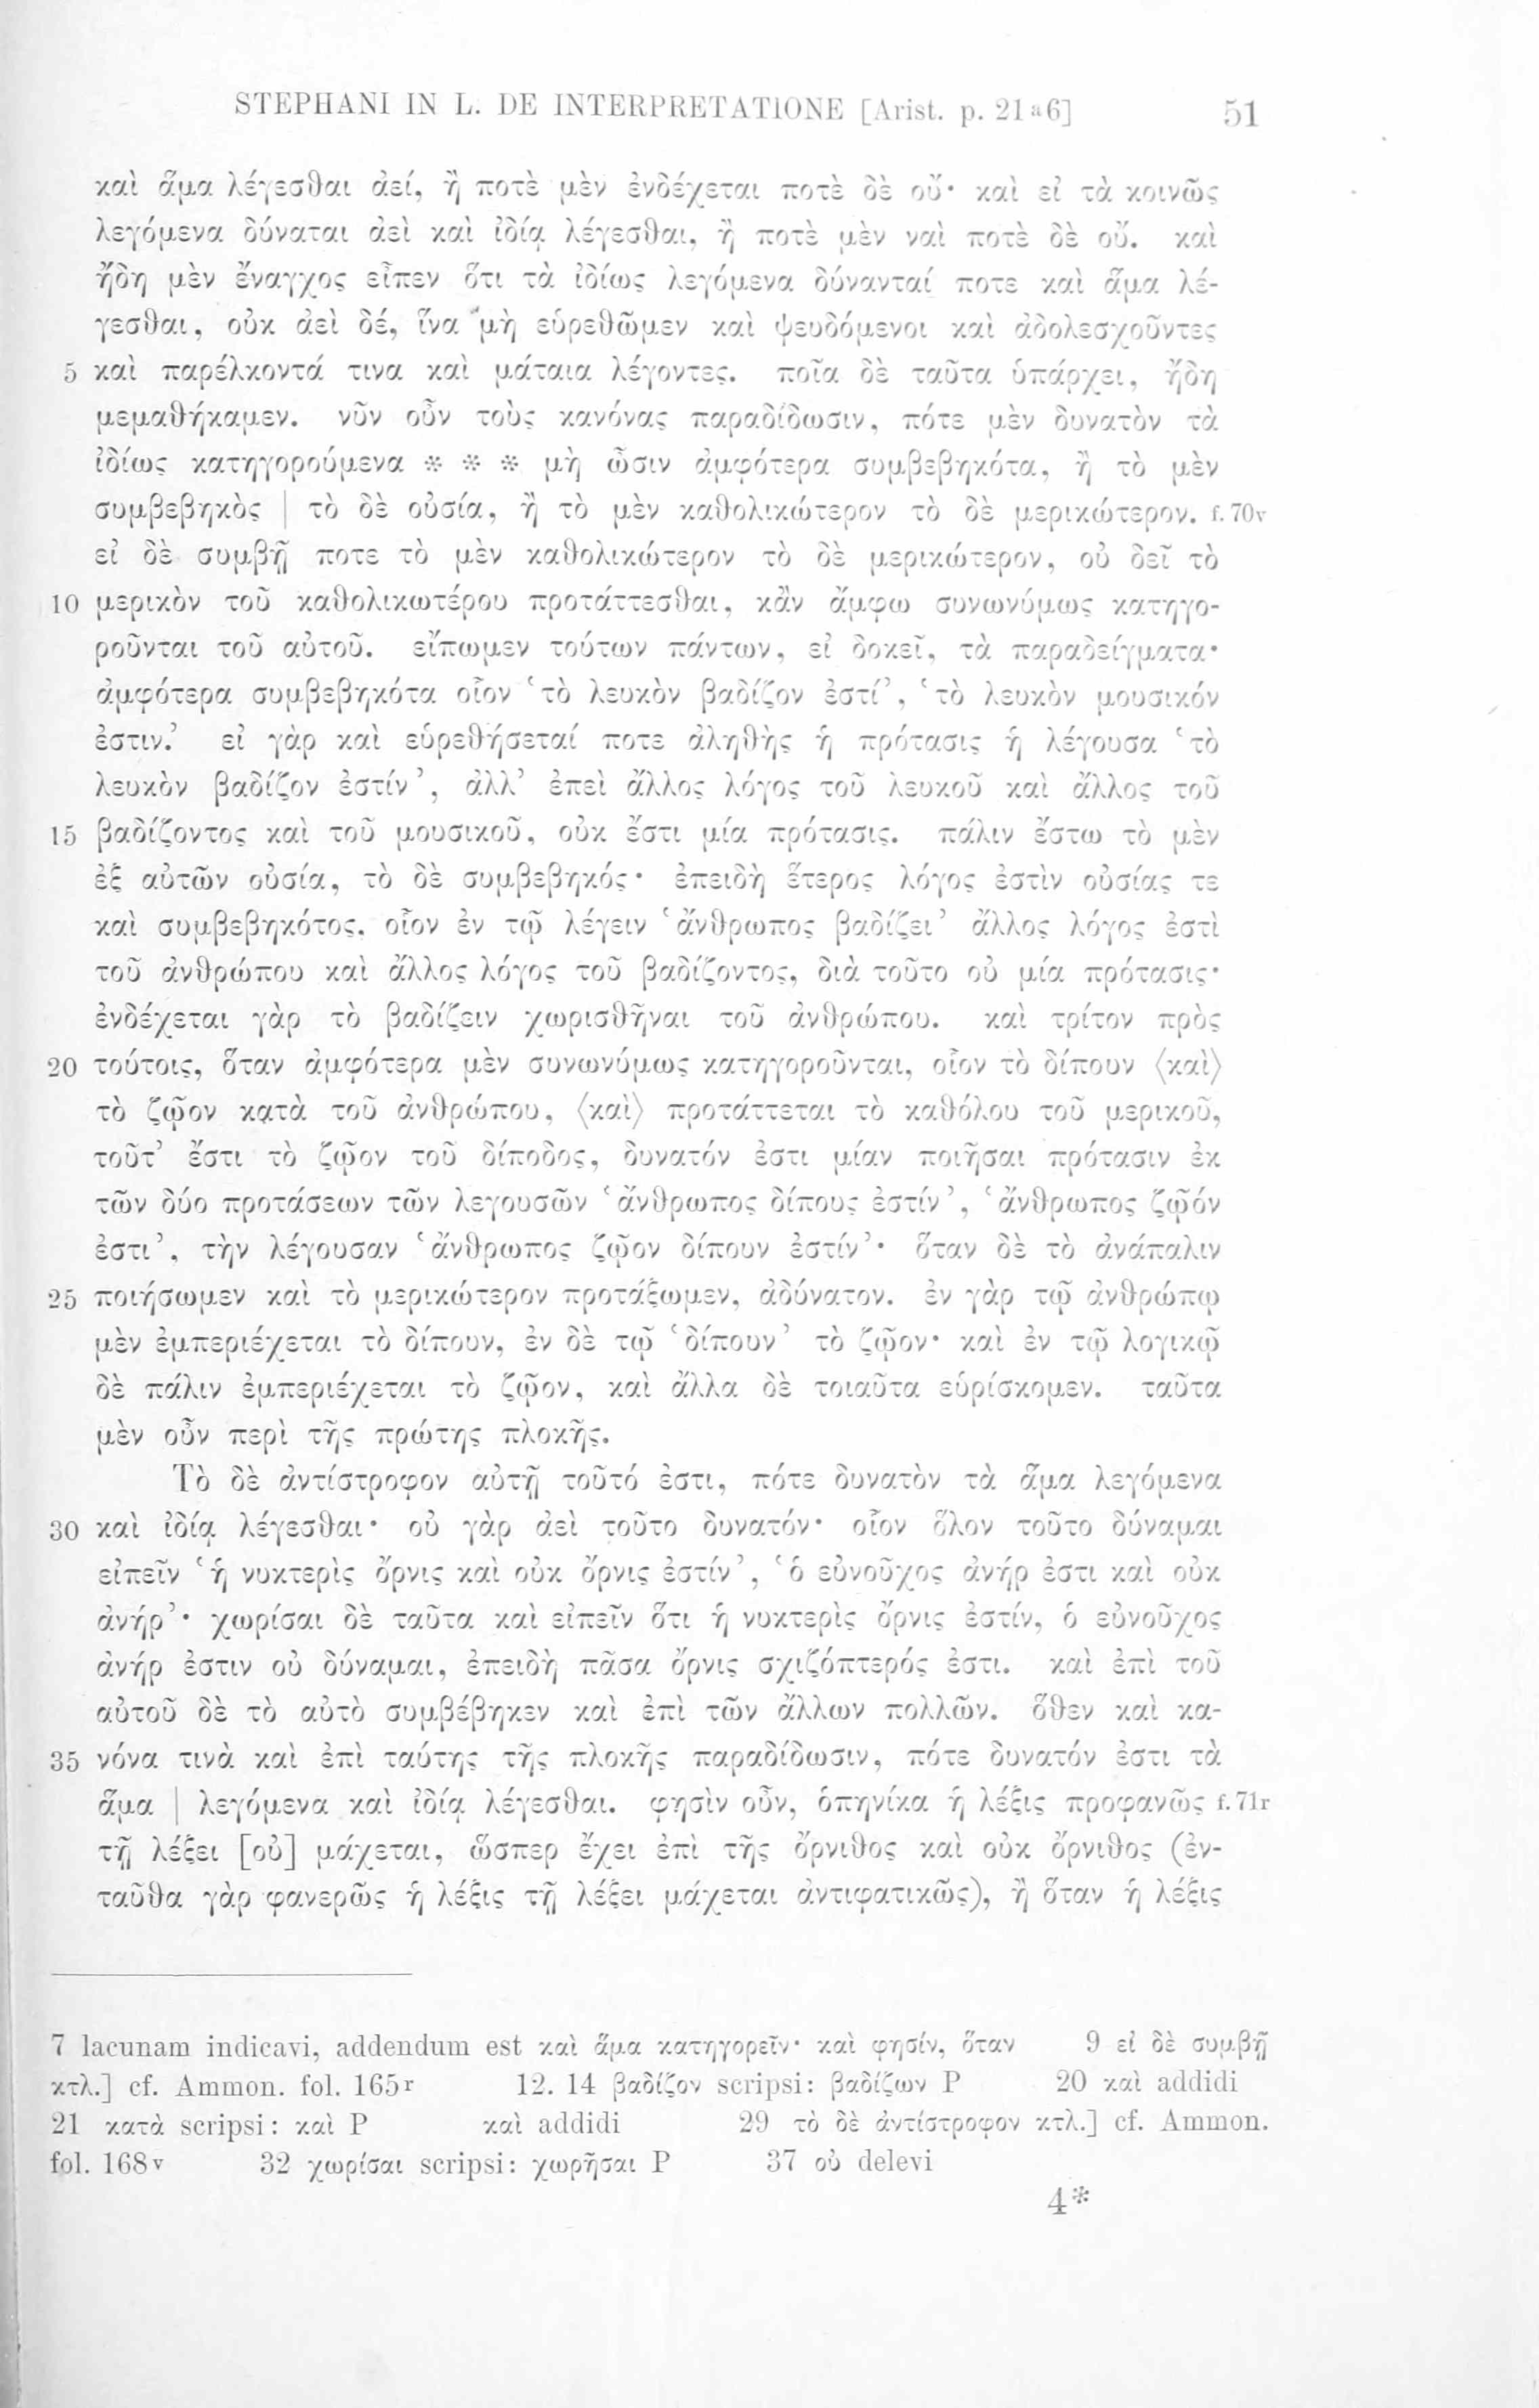 STEPHANI IN L. DE INTERPRETATIONE [Arist. p. 21ᵃ6] 51
καὶ ἅμα λέγεσθαι ἀεί, ἢ ποτὲ μὲν ἐνδέχεται ποτὲ δὲ οὔ· καὶ εἰ τὰ κοινῶς
λεγόμενα δύναται ἀεὶ καὶ ἰδίᾳ λέγεσθαι, ἢ ποτὲ μὲν ναὶ ποτὲ δὲ οὔ. καὶ
ἤδη μὲν ἔναγχος εἶπεν ὅτι τὰ ἰδίως λεγόμενα δύνανταί ποτε καὶ ἅμα λέ-
γεσθαι, οὐκ ἀεὶ δέ, ἵνα μὴ εὑρεθῶμεν καὶ ψευδόμενοι καὶ ἀδολεσχοῦντες
5 καὶ παρέλκοντά τινα καὶ μάταια λέγοντες. ποῖα δὲ ταῦτα ὑπάρχει, ἤδη
μεμαθήκαμεν. νῦν οὖν τοὺς κανόνας παραδίδωσιν, πότε μὲν δυνατὸν τὰ
ἰδίως κατηγορούμενα * * * μὴ ὦσιν ἀμφότερα συμβεβηκότα, ἢ τὸ μὲν
συμβεβηκὸς | τὸ δὲ οὐσία, ἢ τὸ μὲν καθολικώτερον τὸ δὲ μερικώτερον. f. 70v
εἰ δὲ συμβῇ ποτε τὸ μὲν καθολικώτερον τὸ δὲ μερικώτερον, οὐ δεῖ τὸ
10 μερικὸν τοῦ καθολικωτέρου προτάττεσθαι, κἂν ἄμφω συνωνύμως κατηγο-
ροῦνται τοῦ αὐτοῦ. εἴπωμεν τούτων πάντων, εἰ δοκεῖ, τὰ παραδείγματα·
ἀμφότερα συμβεβηκότα οἷον ‘τὸ λευκὸν βαδίζον ἐστί’, ‘τὸ λευκὸν μουσικόν
ἐστιν.’ εἰ γὰρ καὶ εὑρεθήσεταί ποτε ἀληθὴς ἡ πρότασις ἡ λέγουσα ‘τὸ
λευκὸν βαδίζον ἐστίν’, ἀλλ’ ἐπεὶ ἄλλος λόγος τοῦ λευκοῦ καὶ ἄλλος τοῦ
15 βαδίζοντος καὶ τοῦ μουσικοῦ, οὐκ ἔστι μία πρότασις. πάλιν ἔστω τὸ μὲν
ἐξ αὐτῶν οὐσία, τὸ δὲ συμβεβηκός· ἐπειδὴ ἕτερος λόγος ἐστὶν οὐσίας τε
καὶ συμβεβηκότος, οἷον ἐν τῷ λέγειν ‘ἄνθρωπος βαδίζει’ ἄλλος λόγος ἐστὶ
τοῦ ἀνθρώπου καὶ ἄλλος λόγος τοῦ βαδίζοντος, διὰ τοῦτο οὐ μία πρότασις·
ἐνδέχεται γὰρ τὸ βαδίζειν χωρισθῆναι τοῦ ἀνθρώπου. καὶ τρίτον πρὸς
20 τούτοις, ὅταν ἀμφότερα μὲν συνωνύμως κατηγοροῦνται, οἷον τὸ δίπουν ⟨καὶ⟩
τὸ ζῷον κατὰ τοῦ ἀνθρώπου, ⟨καὶ⟩ προτάττεται τὸ καθόλου τοῦ μερικοῦ,
τοῦτ’ ἔστι τὸ ζῷον τοῦ δίποδος, δυνατόν ἐστι μίαν ποιῆσαι πρότασιν ἐκ
τῶν δύο προτάσεων τῶν λεγουσῶν ‘ἄνθρωπος δίπους ἐστίν’, ‘ἄνθρωπος ζῷόν
ἐστι’, τὴν λέγουσαν ‘ἄνθρωπος ζῷον δίπουν ἐστίν’· ὅταν δὲ τὸ ἀνάπαλιν
25 ποιήσωμεν καὶ τὸ μερικώτερον προτάξωμεν, ἀδύνατον. ἐν γὰρ τῷ ἀνθρώπῳ
μὲν ἐμπεριέχεται τὸ δίπουν, ἐν δὲ τῷ ‘δίπουν’ τὸ ζῷον· καὶ ἐν τῷ λογικῷ
δὲ πάλιν ἐμπεριέχεται τὸ ζῷον, καὶ ἄλλα δὲ τοιαῦτα εὑρίσκομεν. ταῦτα
μὲν οὖν περὶ τῆς πρώτης πλοκῆς.
Τὸ δὲ ἀντίστροφον αὐτῇ τοῦτό ἐστι, πότε δυνατὸν τὰ ἅμα λεγόμενα
30 καὶ ἰδίᾳ λέγεσθαι· οὐ γὰρ ἀεὶ τοῦτο δυνατόν· οἷον ὅλον τοῦτο δύναμαι
εἰπεῖν ‘ἡ νυκτερὶς ὄρνις καὶ οὐκ ὄρνις ἐστίν’, ‘ὁ εὐνοῦχος ἀνήρ ἐστι καὶ οὐκ
ἀνήρ’· χωρίσαι δὲ ταῦτα καὶ εἰπεῖν ὅτι ἡ νυκτερὶς ὄρνις ἐστίν, ὁ εὐνοῦχος
ἀνήρ ἐστιν οὐ δύναμαι, ἐπειδὴ πᾶσα ὄρνις σχιζόπτερός ἐστι. καὶ ἐπὶ τοῦ
αὐτοῦ δὲ τὸ αὐτὸ συμβέβηκεν καὶ ἐπὶ τῶν ἄλλων πολλῶν. ὅθεν καὶ κα-
35 νόνα τινὰ καὶ ἐπὶ ταύτης τῆς πλοκῆς παραδίδωσιν, πότε δυνατόν ἐστι τὰ
ἅμα | λεγόμενα καὶ ἰδίᾳ λέγεσθαι. φησὶν οὖν, ὁπηνίκα ἡ λέξις προφανῶς f. 71r
τῇ λέξει [οὐ] μάχεται, ὥσπερ ἔχει ἐπὶ τῆς ὄρνιθος καὶ οὐκ ὄρνιθος (ἐν-
ταῦθα γὰρ φανερῶς ἡ λέξις τῇ λέξει μάχεται ἀντιφατικῶς), ἢ ὅταν ἡ λέξις
7 lacunam indicavi, addendum est καὶ ἅμα κατηγορεῖν· καὶ φησίν, ὅταν 9 εἰ δὲ συμβῇ
κτλ.] cf. Ammon. fol. 165r 12. 14 βαδίζον scripsi: βαδίζων P 20 καὶ addidi
21 κατὰ scripsi: καὶ P καὶ addidi 29 τὸ δὲ ἀντίστροφον κτλ.] cf. Ammon.
fol. 168v 32 χωρίσαι scripsi: χωρῆσαι P 37 οὐ delevi
4*